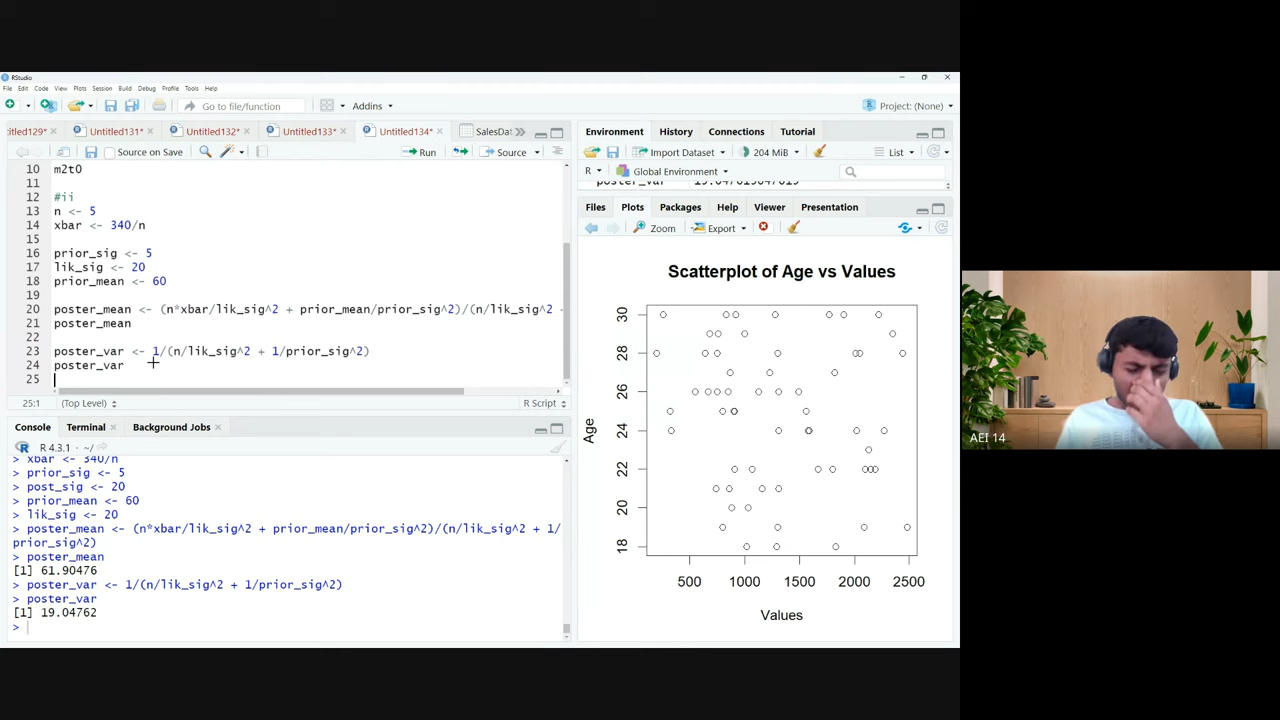 RStudio
File Edit Code View Plots Session Build Debug Profile Tools Help
Go to file/function
Addins
Project: (None)
itled129*
Untitled131*
Untitled132*
Untitled133*
Untitled134*
SalesDat
Source on Save
Run
Source
10 m2t0
11
12 #ii
13 n <- 5
14 xbar <- 340/n
15
16 prior_sig <- 5
17 lik_sig <- 20
18 prior_mean <- 60
19
20 poster_mean <- (n*xbar/lik_sig^2 + prior_mean/prior_sig^2)/(n/lik_sig^2
21 poster_mean
22
23 poster_var <- 1/(n/lik_sig^2 + 1/prior_sig^2)
24 poster_var
25
25:1 (Top Level) R Script
Console Terminal Background Jobs
R 4.3.1 · ~/
> xbar <- 340/n
> prior_sig <- 5
> post_sig <- 20
> prior_mean <- 60
> lik_sig <- 20
> poster_mean <- (n*xbar/lik_sig^2 + prior_mean/prior_sig^2)/(n/lik_sig^2 + 1/
prior_sig^2)
> poster_mean
[1] 61.90476
> poster_var <- 1/(n/lik_sig^2 + 1/prior_sig^2)
> poster_var
[1] 19.04762
>
Environment History Connections Tutorial
Import Dataset 204 MiB List
R Global Environment
poster_var 19.047619047619
Files Plots Packages Help Viewer Presentation
Zoom Export
Scatterplot of Age vs Values
30
28
26
24
22
20
18
Age
500 1000 1500 2000 2500
Values
AEI 14